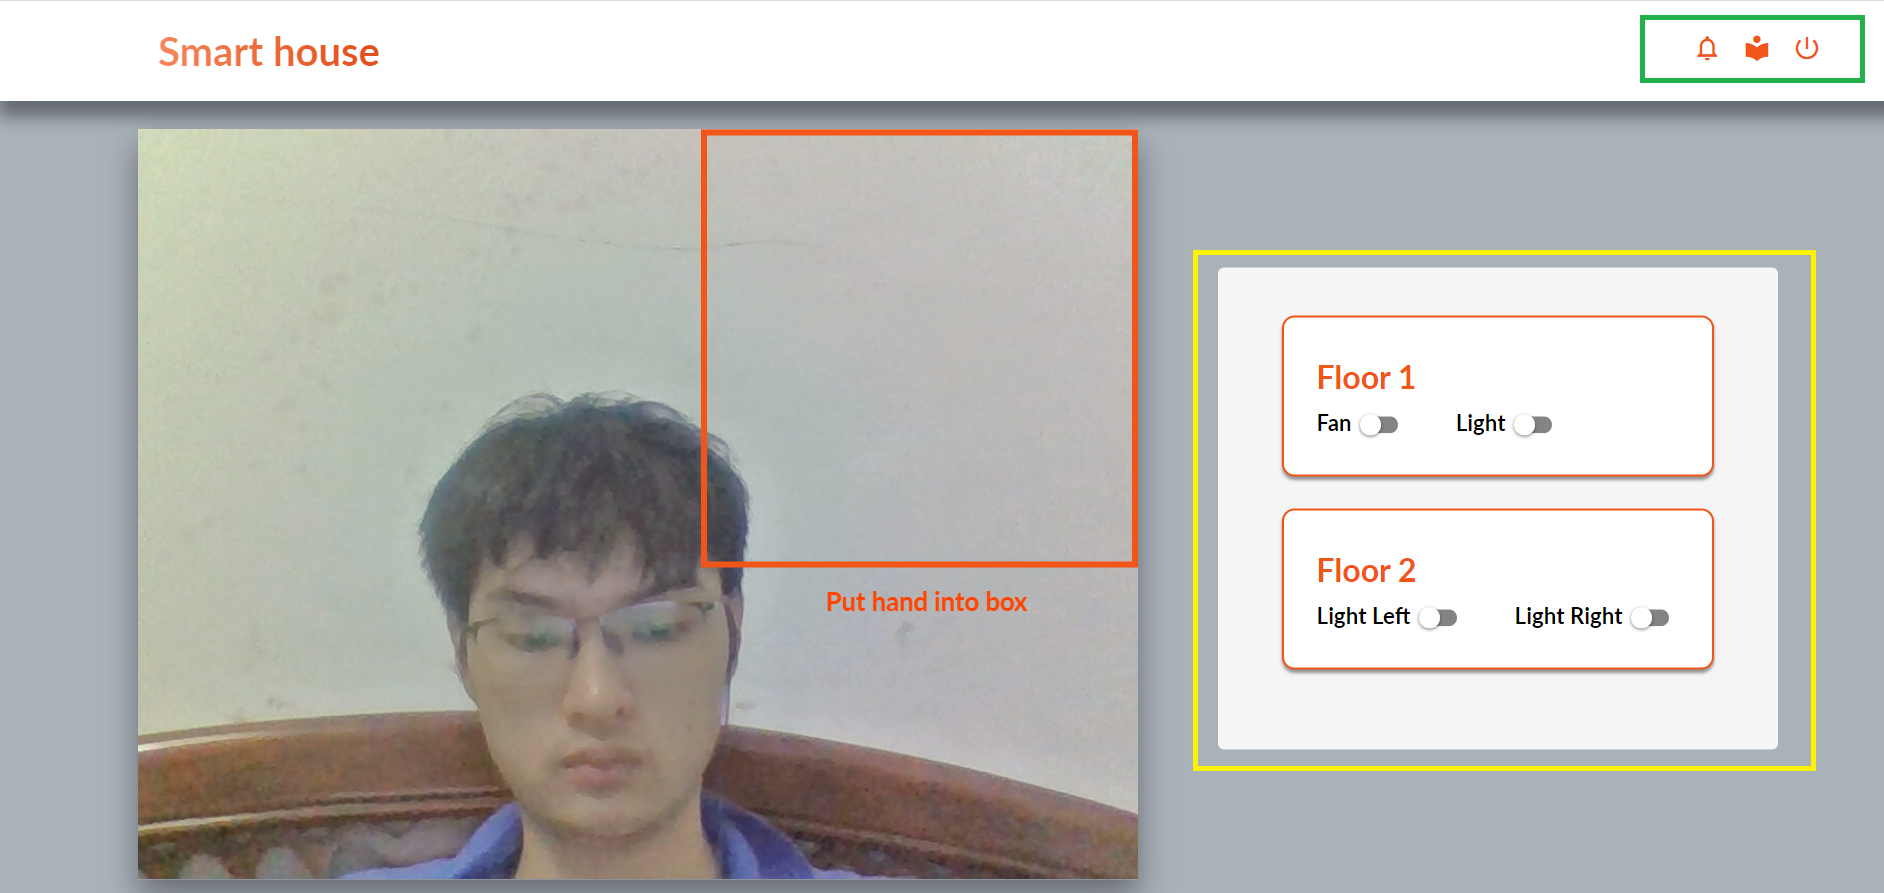 Smart house
Put hand into box
Floor 1
Fan Light
Floor 2
Light Left Light Right